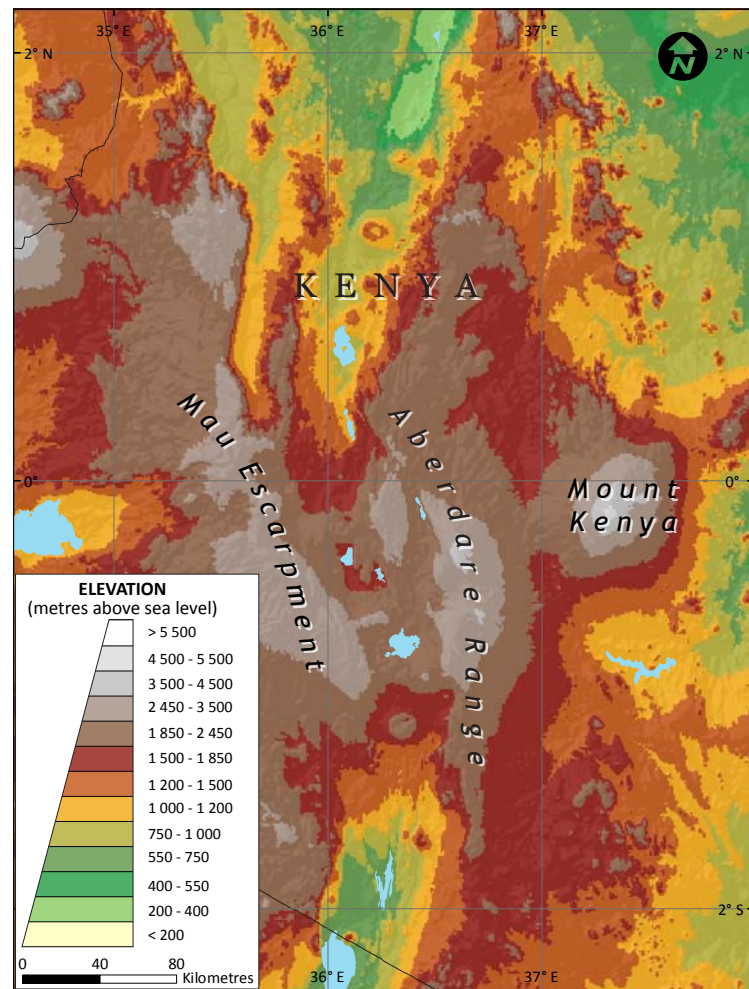 35° E 36° E 37° E
2° N 2° N
N
KENYA
Mau Escarpment
Aberdare Range
0° 0°
Mount
Kenya
ELEVATION
(metres above sea level)
> 5 500
4 500 - 5 500
3 500 - 4 500
2 450 - 3 500
1 850 - 2 450
1 500 - 1 850
1 200 - 1 500
1 000 - 1 200
750 - 1 000
550 - 750
400 - 550
200 - 400
< 200
0 40 80
Kilometres
2° S
36° E 37° E